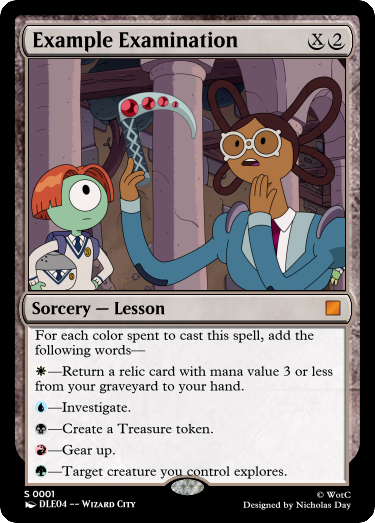 Example Examination X 2
Sorcery — Lesson
For each color spent to cast this spell, add the
following words—
—Return a relic card with mana value 3 or less
from your graveyard to your hand.
—Investigate.
—Create a Treasure token.
—Gear up.
—Target creature you control explores.
S 0001 © WotC
DLE04 -- Wizard City Designed by Nicholas Day